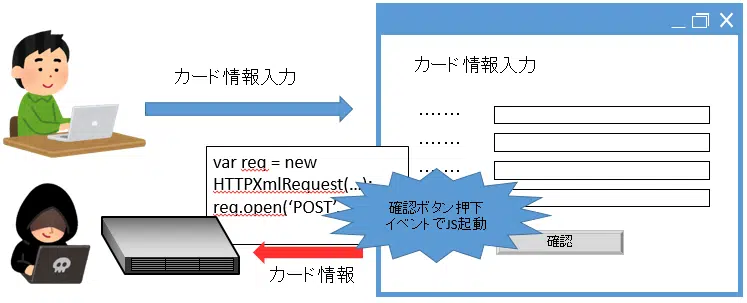 カード情報入力
カード情報入力
.......
.......
.......
var req = new
HTTPXmlRequest(...);
req.open('POST'
確認ボタン押下
イベントでJS起動
確認
カード情報